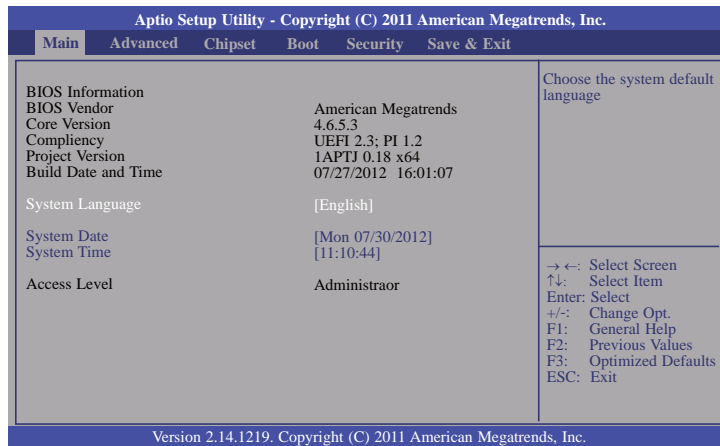 Aptio Setup Utility - Copyright (C) 2011 American Megatrends, Inc.
Main Advanced Chipset Boot Security Save & Exit
BIOS Information
BIOS Vendor American Megatrends
Core Version 4.6.5.3
Compliency UEFI 2.3; PI 1.2
Project Version 1APTJ 0.18 x64
Build Date and Time 07/27/2012 16:01:07
System Language [English]
System Date [Mon 07/30/2012]
System Time [11:10:44]
Access Level Administraor
Choose the system default
language
→ ←: Select Screen
↑↓: Select Item
Enter: Select
+/-: Change Opt.
F1: General Help
F2: Previous Values
F3: Optimized Defaults
ESC: Exit
Version 2.14.1219. Copyright (C) 2011 American Megatrends, Inc.